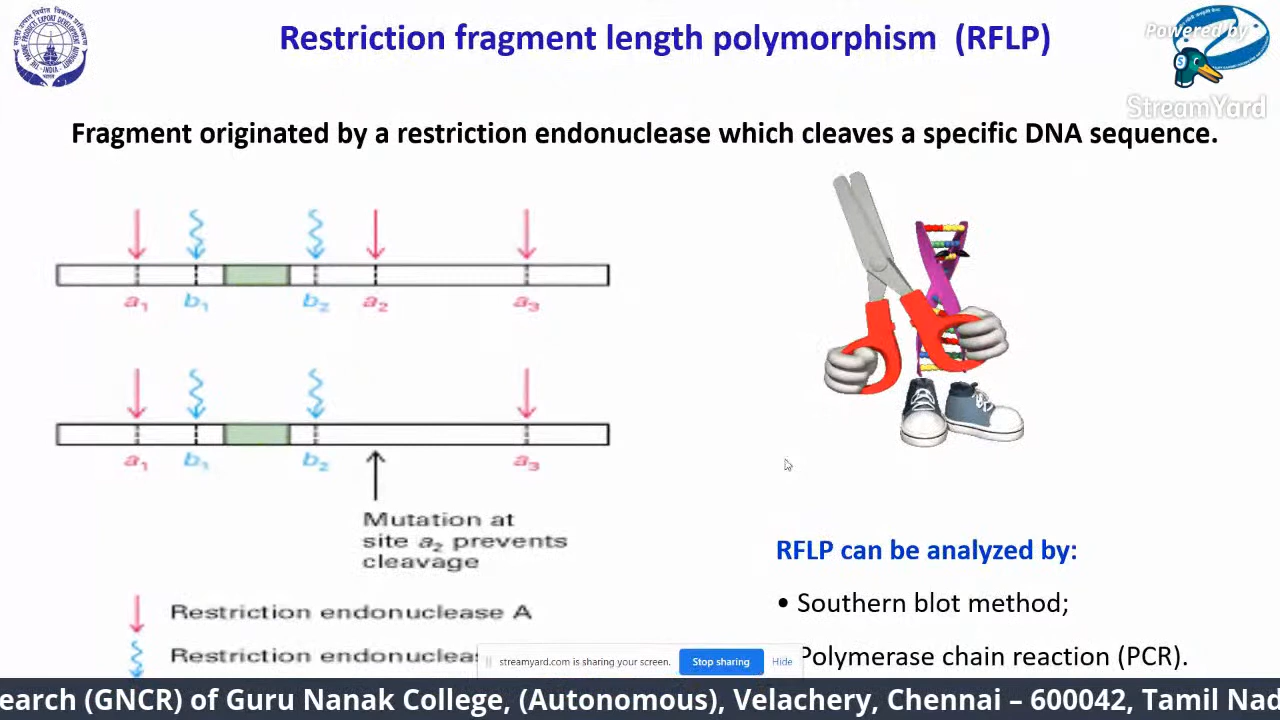 Restriction fragment length polymorphism (RFLP)
Powered by
StreamYard
Fragment originated by a restriction endonuclease which cleaves a specific DNA sequence.
a₁ b₁ b₂ a₂ a₃
a₁ b₁ b₂ a₃
Mutation at
site a₂ prevents
cleavage
Restriction endonuclease A
Restriction
RFLP can be analyzed by:
• Southern blot method;
Polymerase chain reaction (PCR).
streamyard.com is sharing your screen. Stop sharing Hide
earch (GNCR) of Guru Nanak College, (Autonomous), Velachery, Chennai – 600042, Tamil Nad